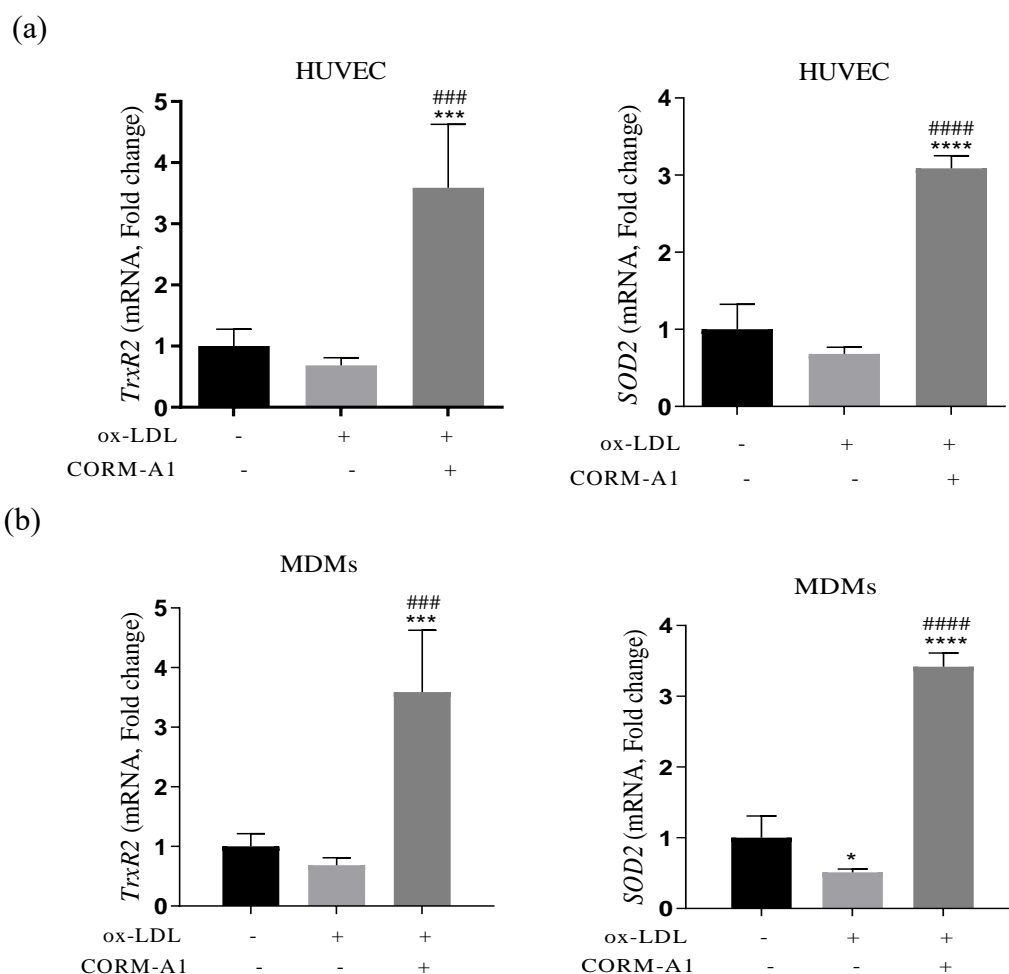 (a)
HUVEC
TrxR2 (mRNA, Fold change)
5
4
3
2
1
0
###
***
ox-LDL - + +
CORM-A1 - - +
HUVEC
SOD2 (mRNA, Fold change)
4
3
2
1
0
####
****
ox-LDL - + +
CORM-A1 - - +
(b)
MDMs
TrxR2 (mRNA, Fold change)
5
4
3
2
1
0
###
***
ox-LDL - + +
CORM-A1 - - +
MDMs
SOD2 (mRNA, Fold change)
4
3
2
1
0
*
####
****
ox-LDL - + +
CORM-A1 - - +